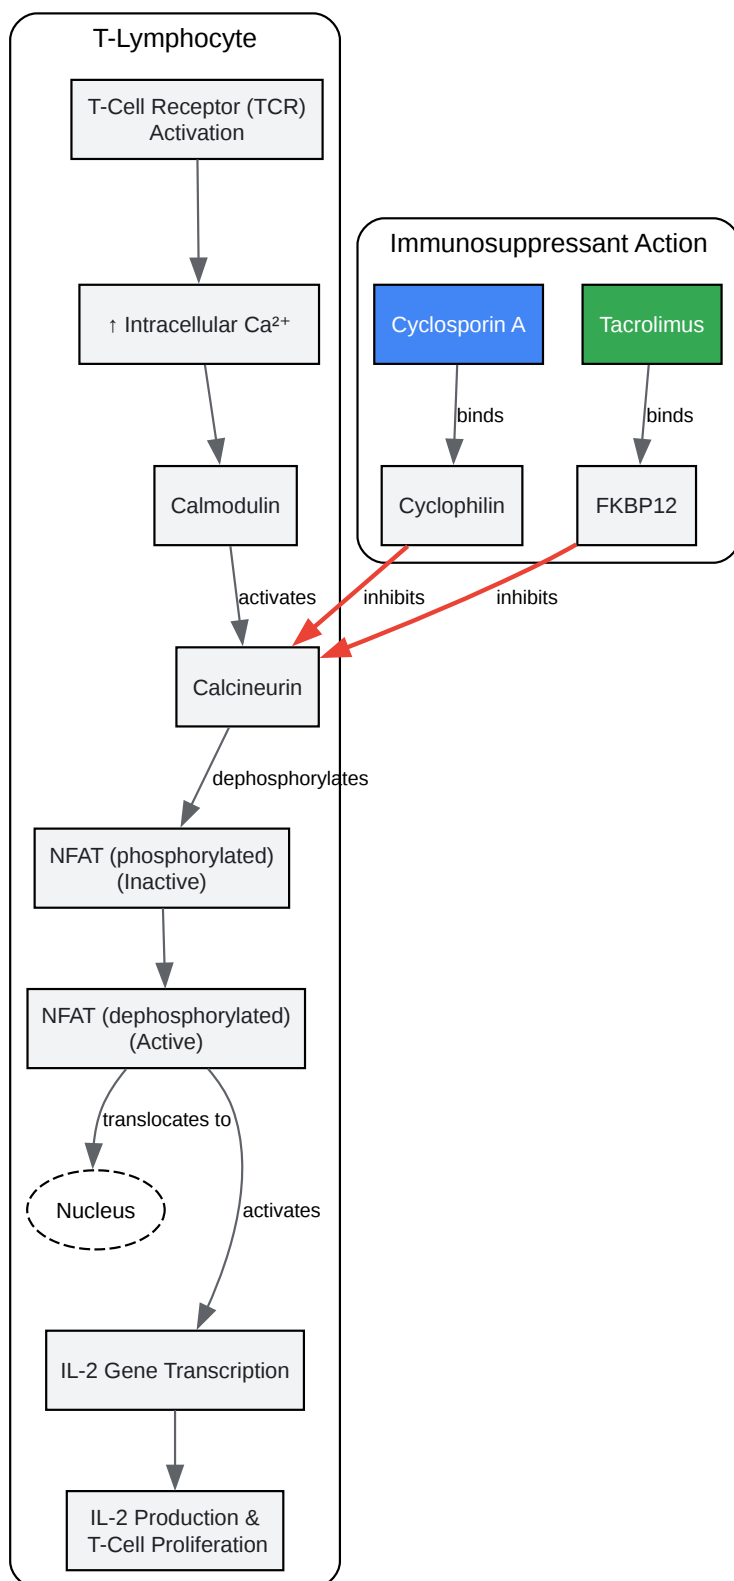 T-Lymphocyte
T-Cell Receptor (TCR)
Activation
Immunosuppressant Action
↑ Intracellular Ca²⁺
Cyclosporin A
Tacrolimus
binds
binds
Calmodulin
Cyclophilin
FKBP12
activates
inhibits
inhibits
Calcineurin
dephosphorylates
NFAT (phosphorylated)
(Inactive)
NFAT (dephosphorylated)
(Active)
translocates to
Nucleus
activates
IL-2 Gene Transcription
IL-2 Production &
T-Cell Proliferation